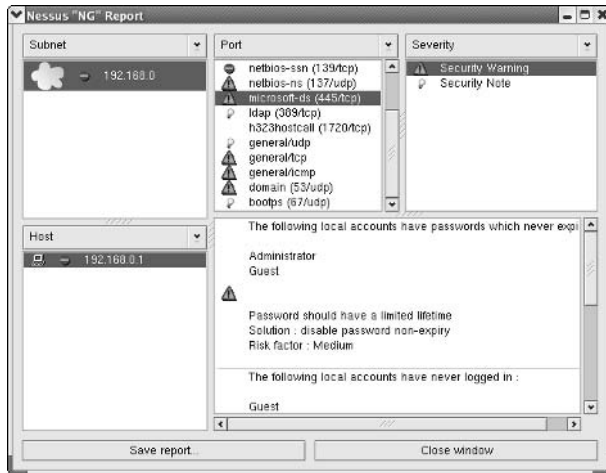 Nessus "NG" Report
Subnet
192.168.0
Port
netbios-ssn (139/tcp)
netbios-ns (137/udp)
microsoft-ds (445/tcp)
ldap (389/tcp)
h323hostcall (1720/tcp)
general/udp
general/tcp
general/icmp
domain (53/udp)
bootps (67/udp)
Severity
Security Warning
Security Note
Host
192.168.0.1
The following local accounts have passwords which never expi
Administrator
Guest
Password should have a limited lifetime
Solution : disable password non-expiry
Risk factor : Medium
The following local accounts have never logged in :
Guest
Save report...
Close window